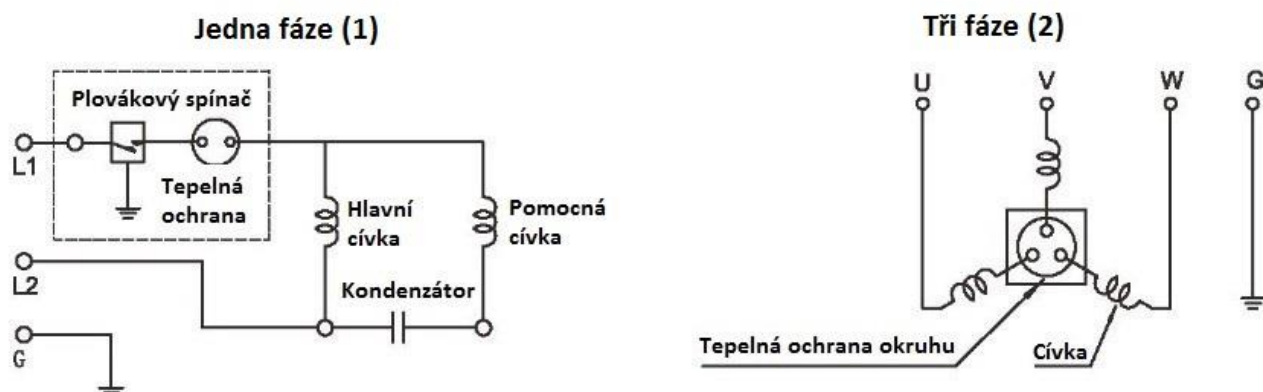 Jedna fáze (1)
Plovákový spínač
L1
Tepelná
ochrana
Hlavní
cívka
Pomocná
cívka
L2
Kondenzátor
G
Tři fáze (2)
U V W G
Tepelná ochrana okruhu
Cívka